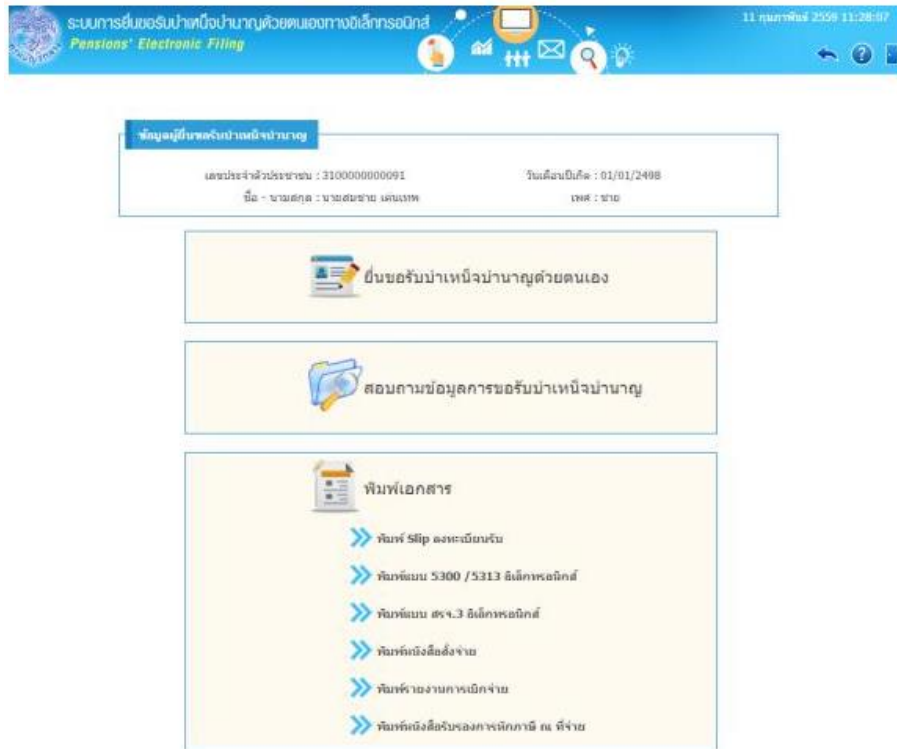 ระบบการยื่นขอรับบำเหน็จบำนาญด้วยตนเองทางอิเล็กทรอนิกส์
Pensions' Electronic Filing
11 กุมภาพันธ์ 2559 11:28:07
ข้อมูลผู้ยื่นขอรับบำเหน็จบำนาญ
เลขประจำตัวประชาชน : 3100000000091 วันเดือนปีเกิด : 01/01/2498
ชื่อ - นามสกุล : นายสมชาย เดนเทพ เพศ : ชาย
ยื่นขอรับบำเหน็จบำนาญด้วยตนเอง
สอบถามข้อมูลการขอรับบำเหน็จบำนาญ
พิมพ์เอกสาร
พิมพ์ Slip ลงทะเบียนรับ
พิมพ์แบบ 5300 /5313 อิเล็กทรอนิกส์
พิมพ์แบบ สรจ.3 อิเล็กทรอนิกส์
พิมพ์หนังสือสั่งจ่าย
พิมพ์รายงานการเบิกจ่าย
พิมพ์หนังสือรับรองการหักภาษี ณ ที่จ่าย